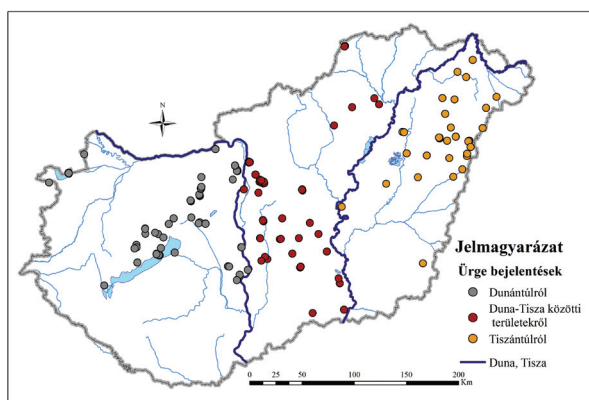 N
Jelmagyarázat
Ürge bejelentések
Dunántúlról
Duna-Tisza közötti
területekről
Tiszántúlról
Duna, Tisza
0 25 50 100 150 200
Km